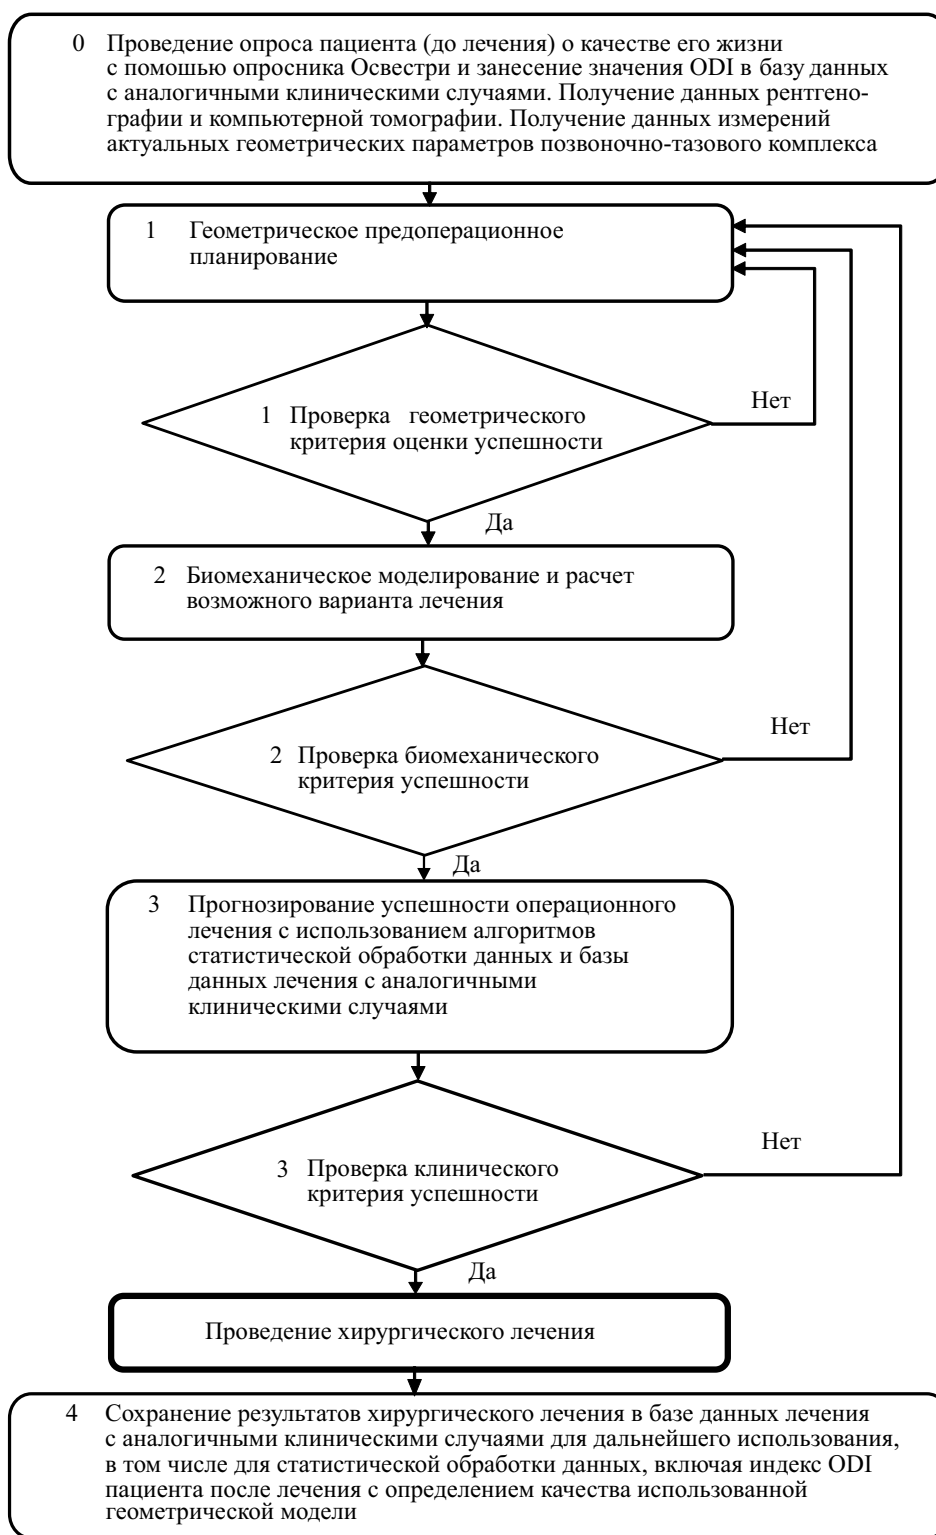 0 Проведение опроса пациента (до лечения) о качестве его жизни
с помошью опросника Освестри и занесение значения ODI в базу данных
с аналогичными клиническими случаями. Получение данных рентгено-
графии и компьютерной томографии. Получение данных измерений
актуальных геометрических параметров позвоночно-тазового комплекса
1 Геометрическое предоперационное
планирование
1 Проверка геометрического
критерия оценки успешности
Нет
Да
2 Биомеханическое моделирование и расчет
возможного варианта лечения
2 Проверка биомеханического
критерия успешности
Нет
Да
3 Прогнозирование успешности операционного
лечения с использованием алгоритмов
статистической обработки данных и базы
данных лечения с аналогичными
клиническими случаями
3 Проверка клинического
критерия успешности
Нет
Да
Проведение хирургического лечения
4 Сохранение результатов хирургического лечения в базе данных лечения
с аналогичными клиническими случаями для дальнейшего использования,
в том числе для статистической обработки данных, включая индекс ODI
пациента после лечения с определением качества использованной
геометрической модели